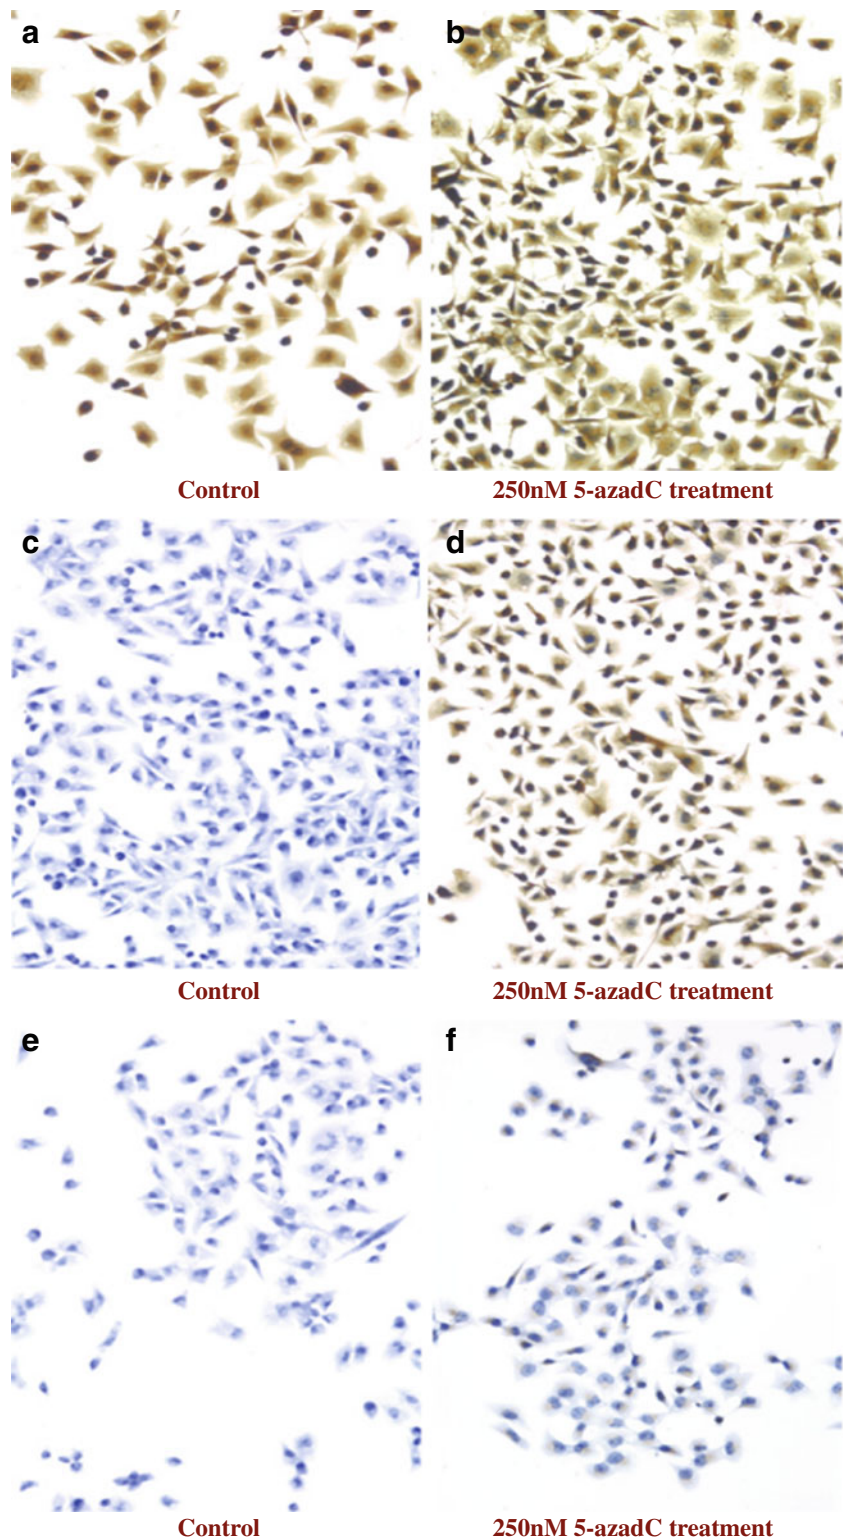 a
b
Control
250nM 5-azadC treatment
c
d
Control
250nM 5-azadC treatment
e
f
Control
250nM 5-azadC treatment